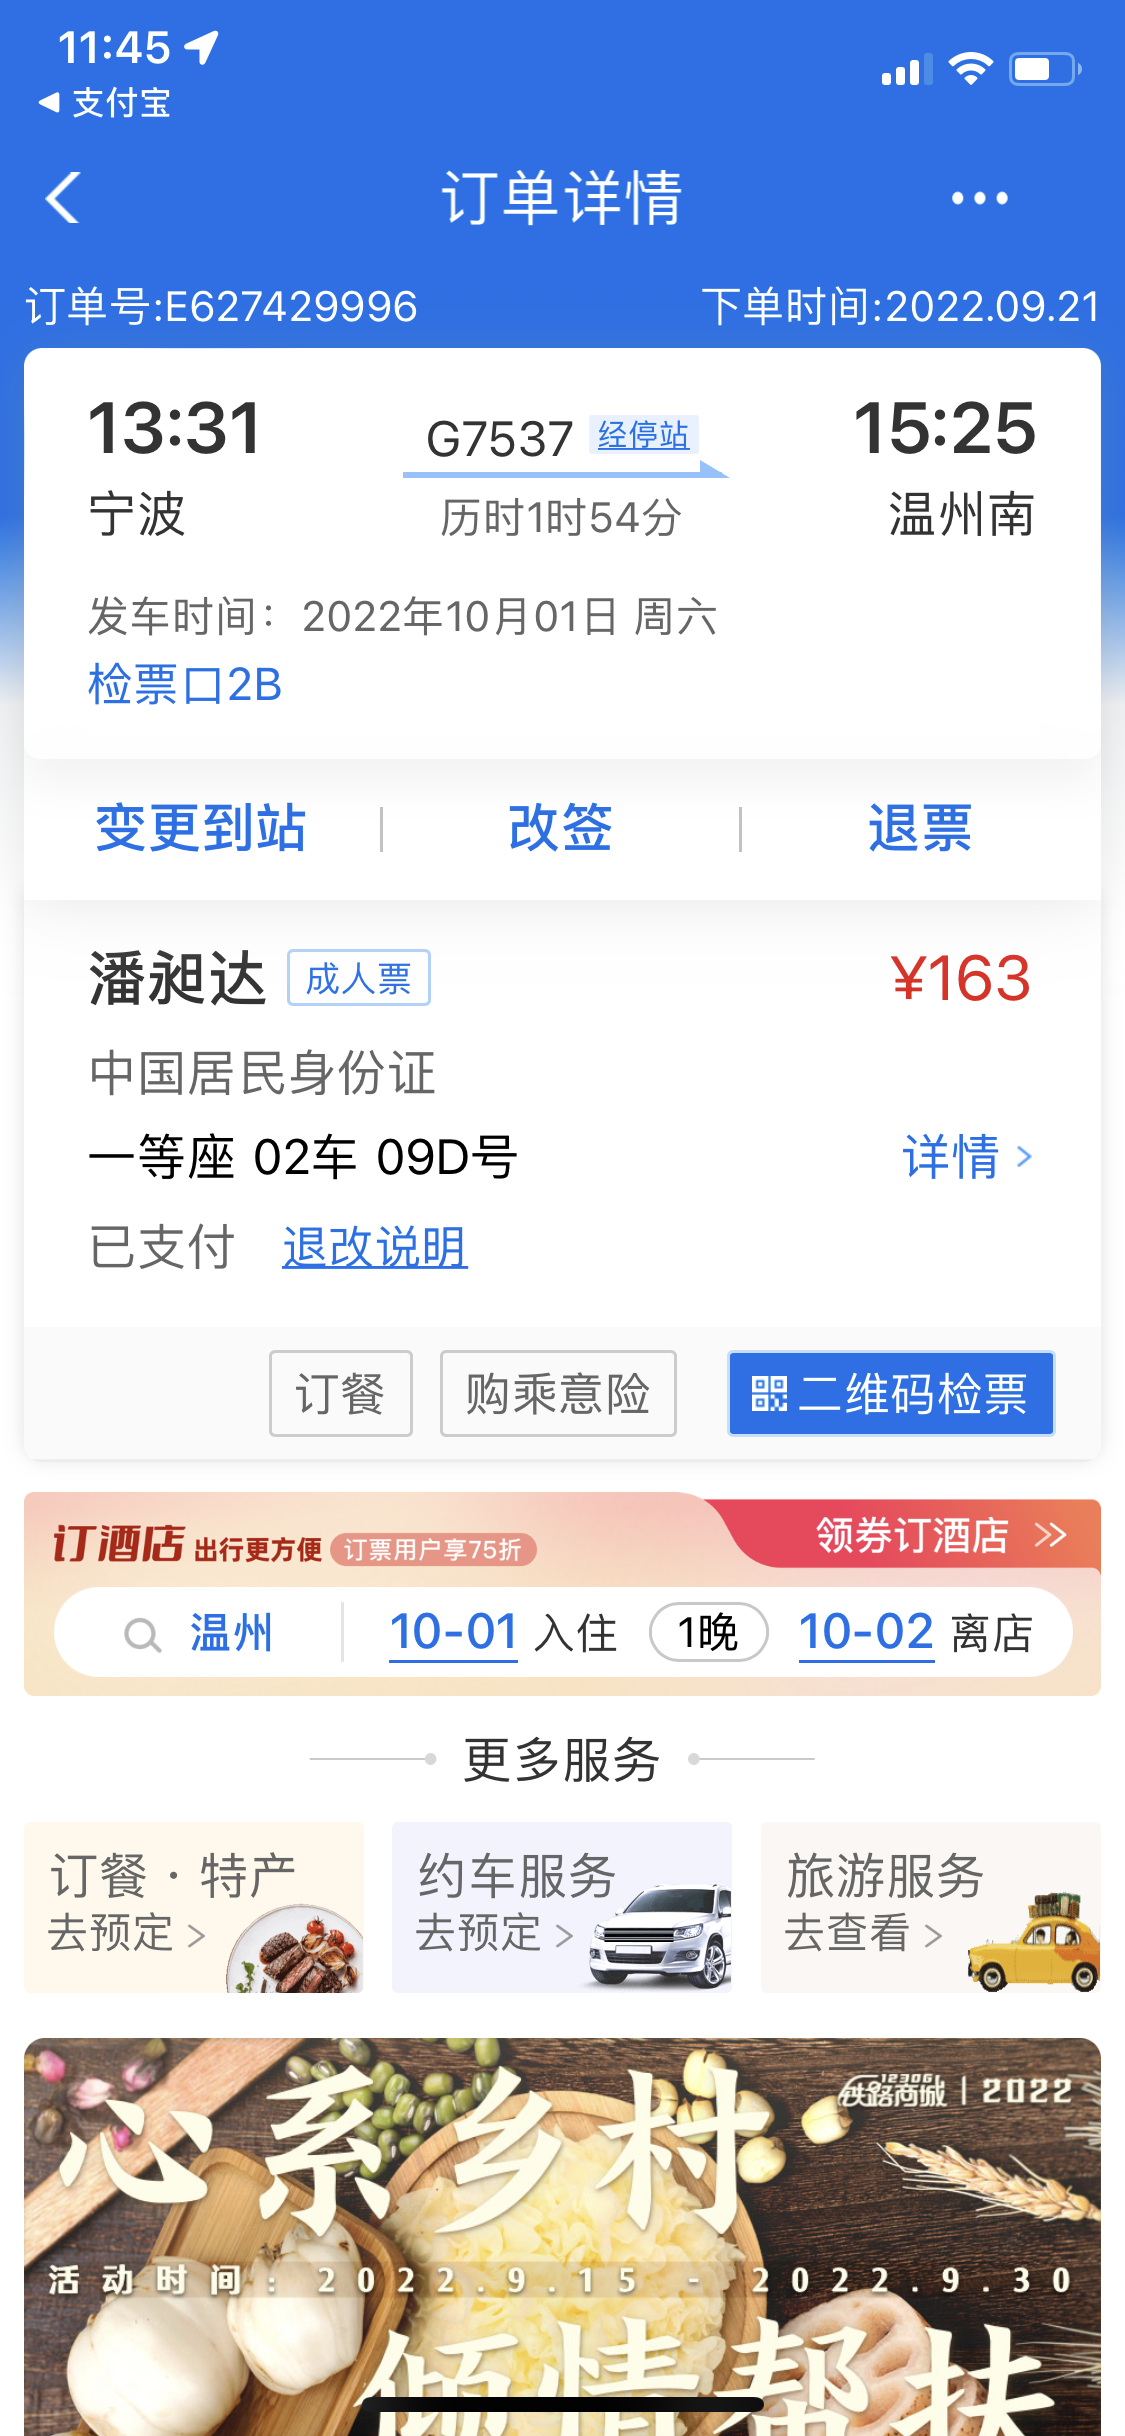 11:45
支付宝
订单详情
订单号:E627429996
下单时间:2022.09.21
13:31
G7537 经停站
15:25
宁波
历时1时54分
温州南
发车时间：2022年10月01日 周六
检票口2B
变更到站
改签
退票
潘昶达 成人票
¥163
中国居民身份证
一等座 02车 09D号
详情
已支付 退改说明
订餐
购乘意险
二维码检票
订酒店 出行更方便 订票用户享75折
领券订酒店
温州
10-01 入住
1晚
10-02 离店
更多服务
订餐 · 特产
去预定
约车服务
去预定
旅游服务
去查看
12306
铁路商城 | 2022
心系乡村
活动时间: 2022.9.15 - 2022.9.30
倾情帮扶